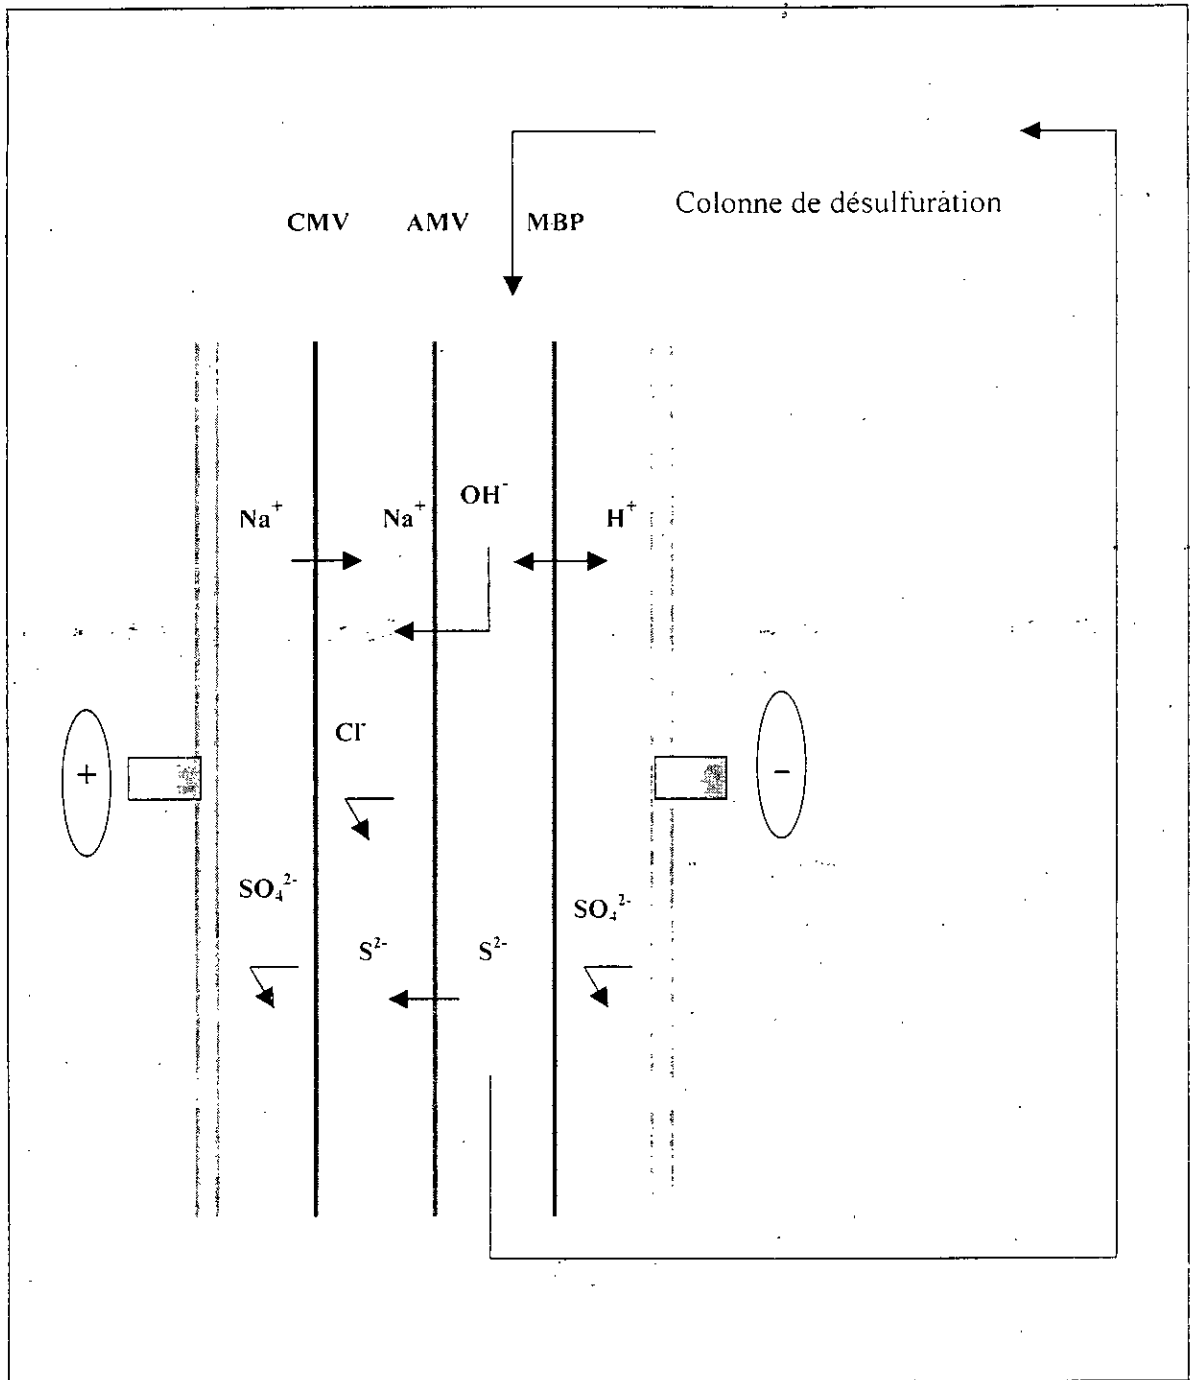 Colonne de désulfuration
CMV AMV MBP
OH⁻
Na⁺ Na⁺ H⁺
Cl⁻
+ −
SO₄²⁻ SO₄²⁻
S²⁻ S²⁻